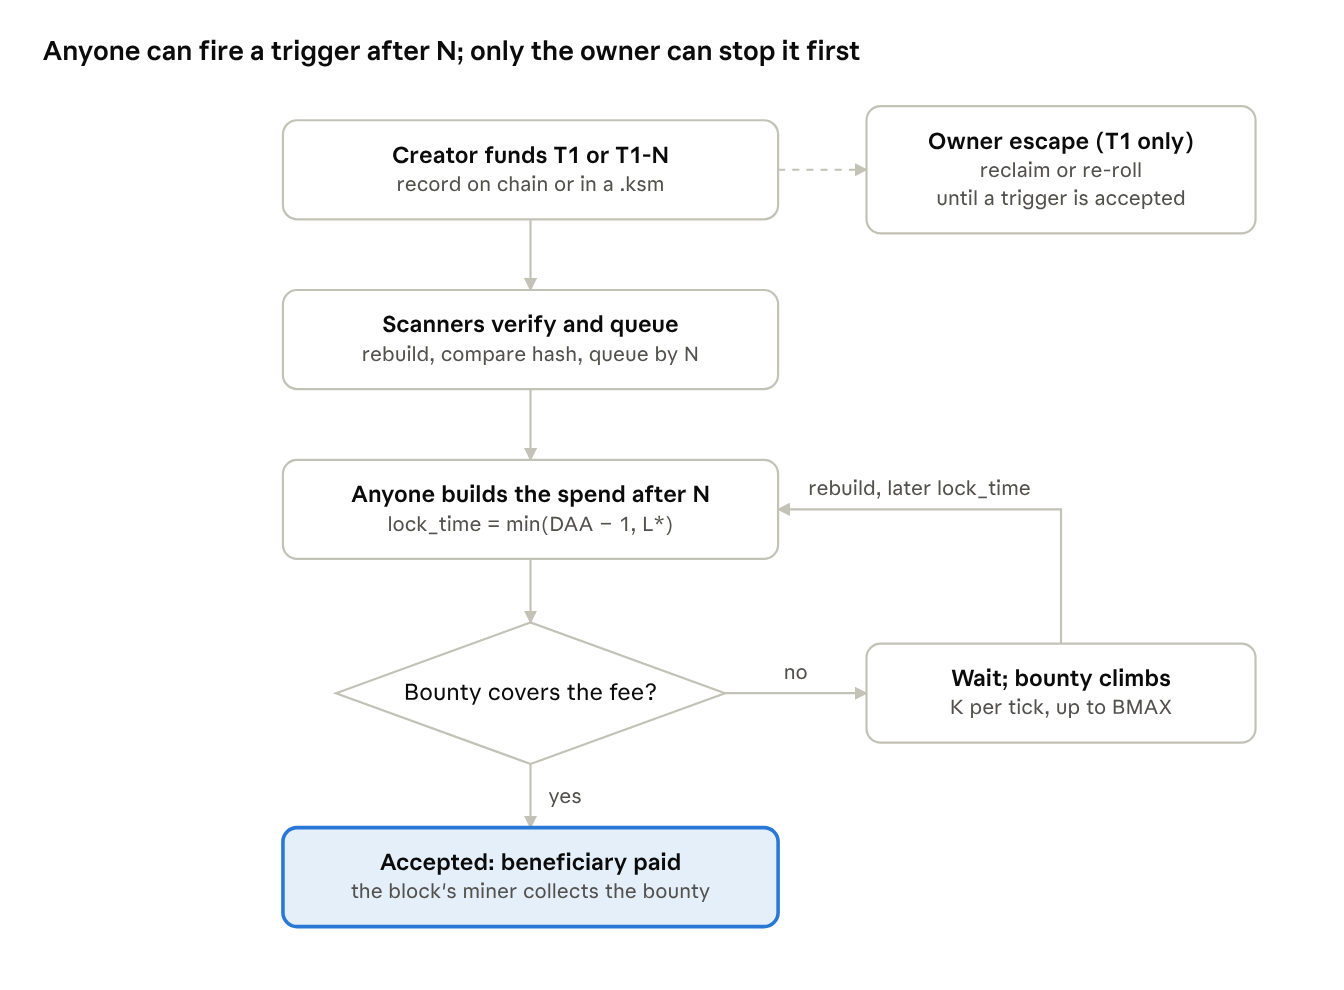 Anyone can fire a trigger after N; only the owner can stop it first
Creator funds T1 or T1-N
record on chain or in a .ksm
Owner escape (T1 only)
reclaim or re-roll
until a trigger is accepted
Scanners verify and queue
rebuild, compare hash, queue by N
Anyone builds the spend after N
lock_time = min(DAA − 1, L*)
rebuild, later lock_time
Bounty covers the fee?
no
Wait; bounty climbs
K per tick, up to BMAX
yes
Accepted: beneficiary paid
the block's miner collects the bounty